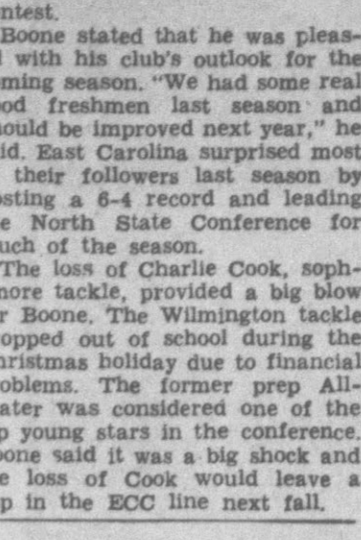 ntest.
Boone stated that he was pleas-
with his club's outlook for the
ming season. "We had some real
od freshmen last season and
ould be improved next year," he
id. East Carolina surprised most
their followers last season by
sting a 6-4 record and leading
e North State Conference for
uch of the season.
The loss of Charlie Cook, soph-
more tackle, provided a big blow
r Boone. The Wilmington tackle
opped out of school during the
hristmas holiday due to financial
oblems. The former prep All-
ater was considered one of the
p young stars in the conference.
oone said it was a big shock and
e loss of Cook would leave a
p in the ECC line next fall.